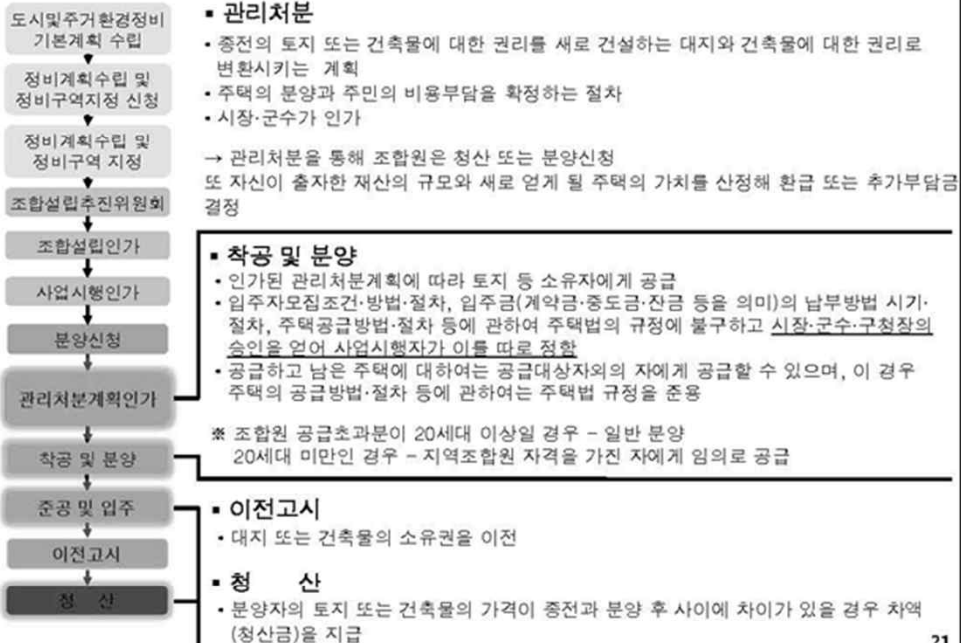 도시및주거환경정비
기본계획 수립
정비계획수립 및
정비구역지정 신청
정비계획수립 및
정비구역 지정
조합설립추진위원회
조합설립인가
사업시행인가
분양신청
관리처분계획인가
착공 및 분양
준공 및 입주
이전고시
청 산
▪ 관리처분
• 종전의 토지 또는 건축물에 대한 권리를 새로 건설하는 대지와 건축물에 대한 권리로
변환시키는 계획
• 주택의 분양과 주민의 비용부담을 확정하는 절차
• 시장·군수가 인가
→ 관리처분을 통해 조합원은 청산 또는 분양신청
또 자신이 출자한 재산의 규모와 새로 얻게 될 주택의 가치를 산정해 환급 또는 추가부담금
결정
▪ 착공 및 분양
• 인가된 관리처분계획에 따라 토지 등 소유자에게 공급
• 입주자모집조건·방법·절차, 입주금(계약금·중도금·잔금 등을 의미)의 납부방법 시기·
절차, 주택공급방법·절차 등에 관하여 주택법의 규정에 불구하고 시장·군수·구청장의
승인을 얻어 사업시행자가 이를 따로 정함
• 공급하고 남은 주택에 대하여는 공급대상자외의 자에게 공급할 수 있으며, 이 경우
주택의 공급방법·절차 등에 관하여는 주택법 규정을 준용
※ 조합원 공급초과분이 20세대 이상일 경우 – 일반 분양
20세대 미만인 경우 – 지역조합원 자격을 가진 자에게 임의로 공급
▪ 이전고시
• 대지 또는 건축물의 소유권을 이전
▪ 청 산
• 분양자의 토지 또는 건축물의 가격이 종전과 분양 후 사이에 차이가 있을 경우 차액
(청산금)을 지급
21